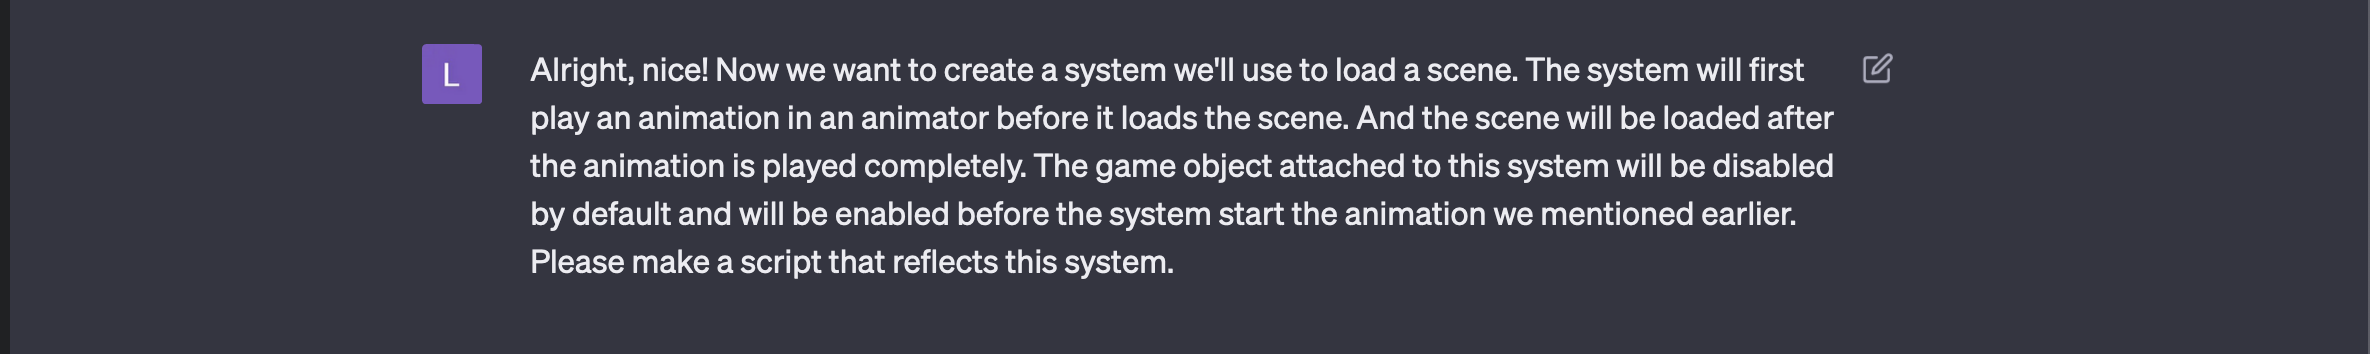 L
Alright, nice! Now we want to create a system we'll use to load a scene. The system will first
play an animation in an animator before it loads the scene. And the scene will be loaded after
the animation is played completely. The game object attached to this system will be disabled
by default and will be enabled before the system start the animation we mentioned earlier.
Please make a script that reflects this system.